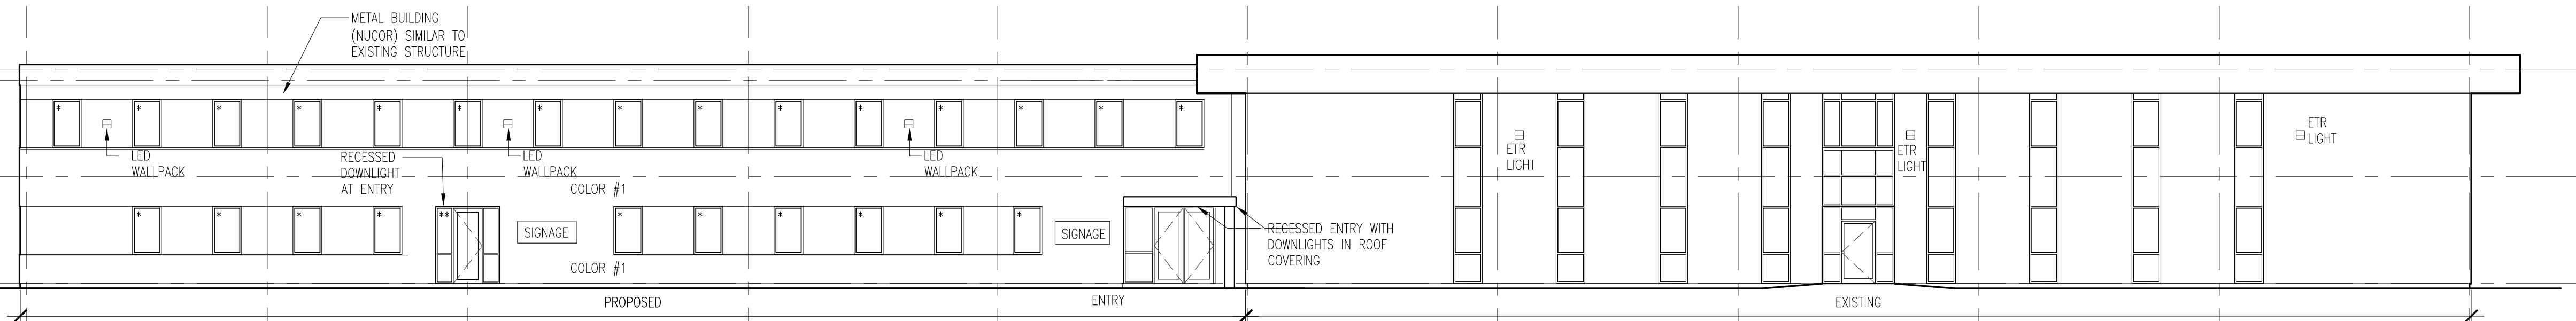 METAL BUILDING
(NUCOR) SIMILAR TO
EXISTING STRUCTURE
* * * * * * * * * * * * * * *
LED
WALLPACK
RECESSED
DOWNLIGHT
AT ENTRY
LED
WALLPACK
COLOR #1
LED
WALLPACK
ETR
LIGHT
ETR
LIGHT
ETR
LIGHT
* * * *
**
SIGNAGE
* * * * * *
SIGNAGE
RECESSED ENTRY WITH
DOWNLIGHTS IN ROOF
COVERING
COLOR #1
PROPOSED
ENTRY
EXISTING